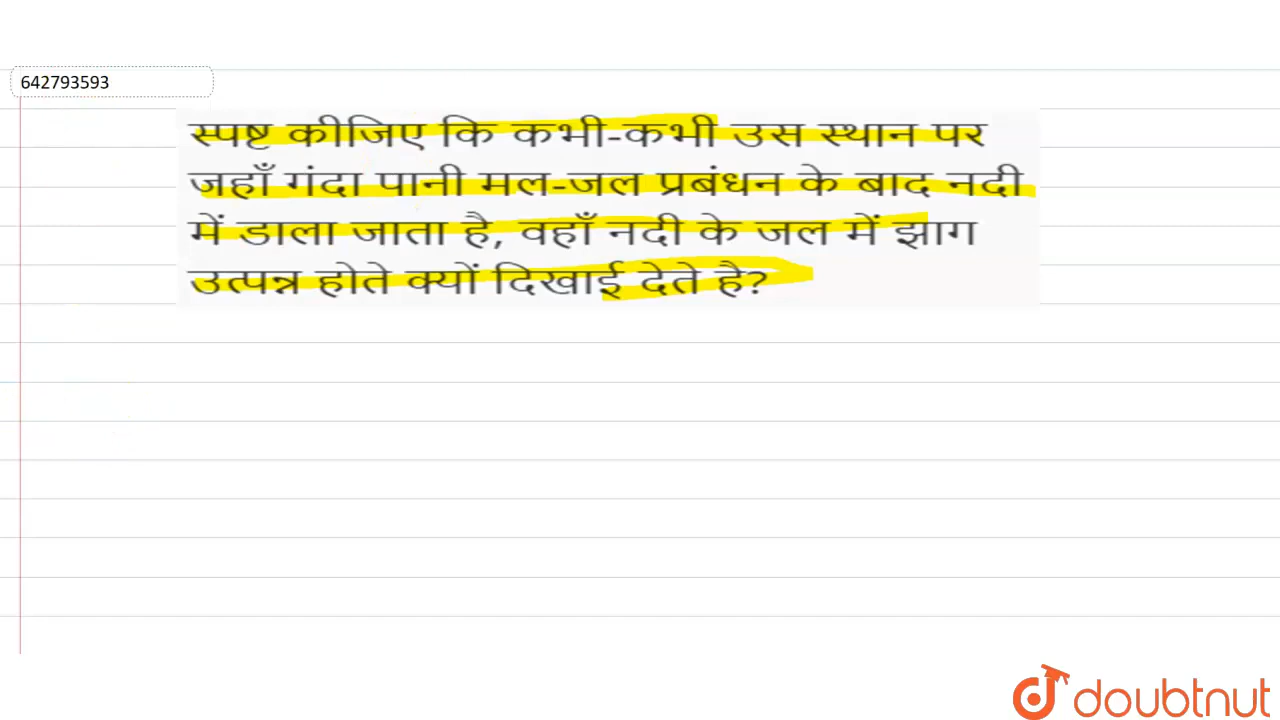 642793593
स्पष्ट कीजिए कि कभी-कभी उस स्थान पर
जहाँ गंदा पानी मल-जल प्रबंधन के बाद नदी
में डाला जाता है, वहाँ नदी के जल में झाग
उत्पन्न होते क्यों दिखाई देते है?
doubtnut